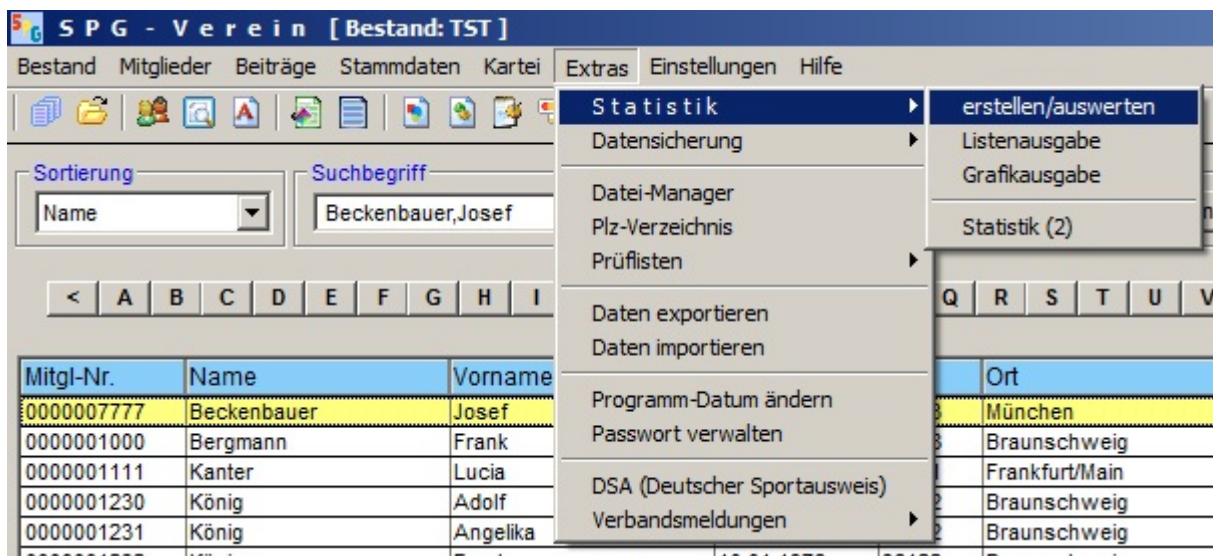 S P G - V e r e i n [ Bestand: TST ]
Bestand Mitglieder Beiträge Stammdaten Kartei Extras Einstellungen Hilfe
S t a t i s t i k
erstellen/auswerten
Datensicherung
Listenausgabe
Grafikausgabe
Statistik (2)
Datei-Manager
Plz-Verzeichnis
Prüflisten
Daten exportieren
Daten importieren
Programm-Datum ändern
Passwort verwalten
DSA (Deutscher Sportausweis)
Verbandsmeldungen
Sortierung
Suchbegriff
Name
Beckenbauer,Josef
< A B C D E F G H I Q R S T U V
Mitgl-Nr. Name Vorname Ort
0000007777 Beckenbauer Josef München
0000001000 Bergmann Frank Braunschweig
0000001111 Kanter Lucia Frankfurt/Main
0000001230 König Adolf Braunschweig
0000001231 König Angelika Braunschweig